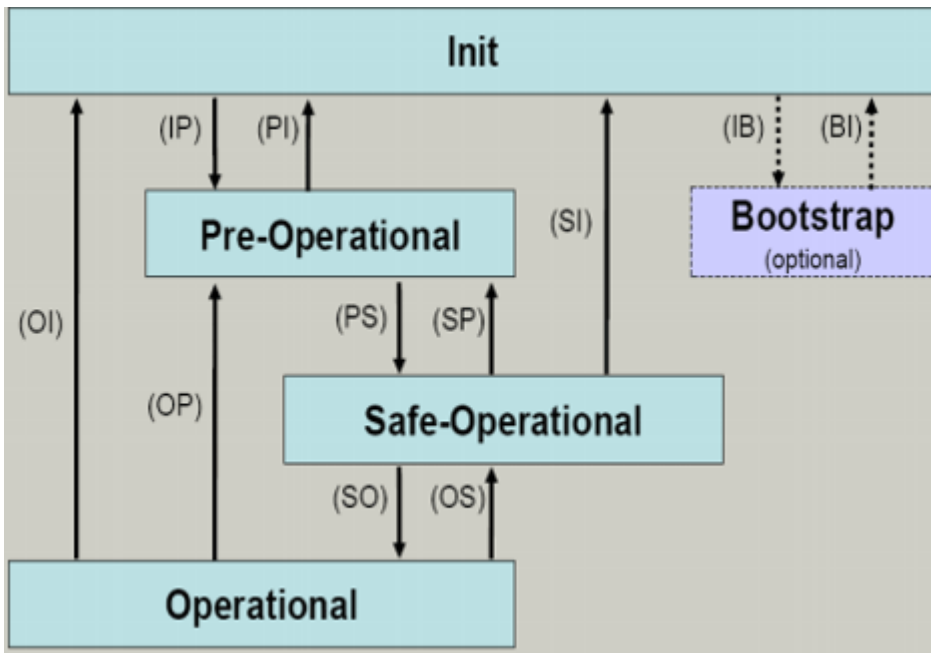 Init
(IP)
(PI)
(IB)
(BI)
Pre-Operational
(SI)
Bootstrap
(optional)
(OI)
(PS)
(SP)
(OP)
Safe-Operational
(SO)
(OS)
Operational